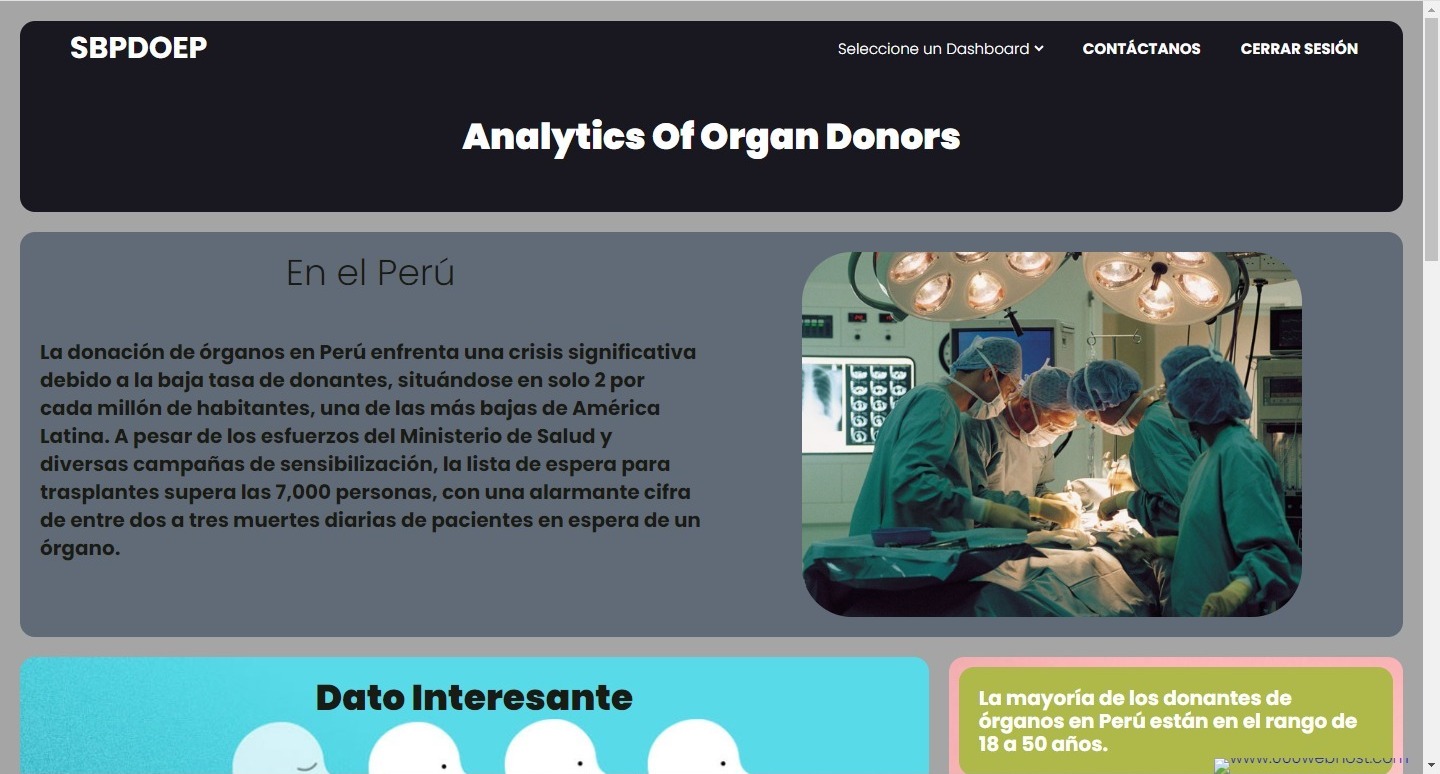 SBPDOEP
Seleccione un Dashboard
CONTÁCTANOS
CERRAR SESIÓN
Analytics Of Organ Donors
En el Perú
La donación de órganos en Perú enfrenta una crisis significativa
debido a la baja tasa de donantes, situándose en solo 2 por
cada millón de habitantes, una de las más bajas de América
Latina. A pesar de los esfuerzos del Ministerio de Salud y
diversas campañas de sensibilización, la lista de espera para
trasplantes supera las 7,000 personas, con una alarmante cifra
de entre dos a tres muertes diarias de pacientes en espera de un
órgano.
Dato Interesante
La mayoría de los donantes de
órganos en Perú están en el rango de
18 a 50 años.